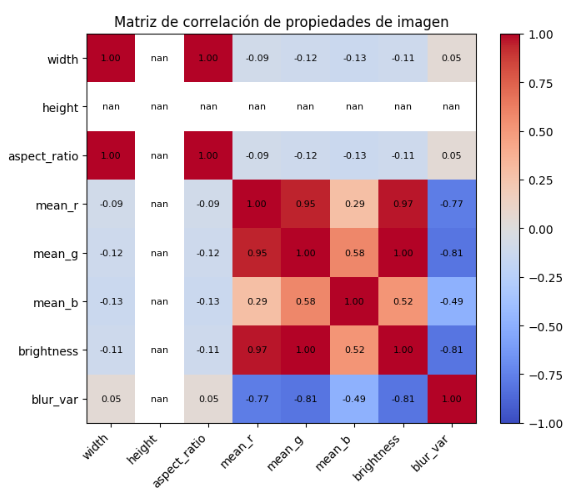 Matriz de correlación de propiedades de imagen
width 1.00 nan 1.00 -0.09 -0.12 -0.13 -0.11 0.05
height nan nan nan nan nan nan nan nan
aspect_ratio 1.00 nan 1.00 -0.09 -0.12 -0.13 -0.11 0.05
mean_r -0.09 nan -0.09 1.00 0.95 0.29 0.97 -0.77
mean_g -0.12 nan -0.12 0.95 1.00 0.58 1.00 -0.81
mean_b -0.13 nan -0.13 0.29 0.58 1.00 0.52 -0.49
brightness -0.11 nan -0.11 0.97 1.00 0.52 1.00 -0.81
blur_var 0.05 nan 0.05 -0.77 -0.81 -0.49 -0.81 1.00
width height aspect_ratio mean_r mean_g mean_b brightness blur_var
1.00
0.75
0.50
0.25
0.00
−0.25
−0.50
−0.75
−1.00